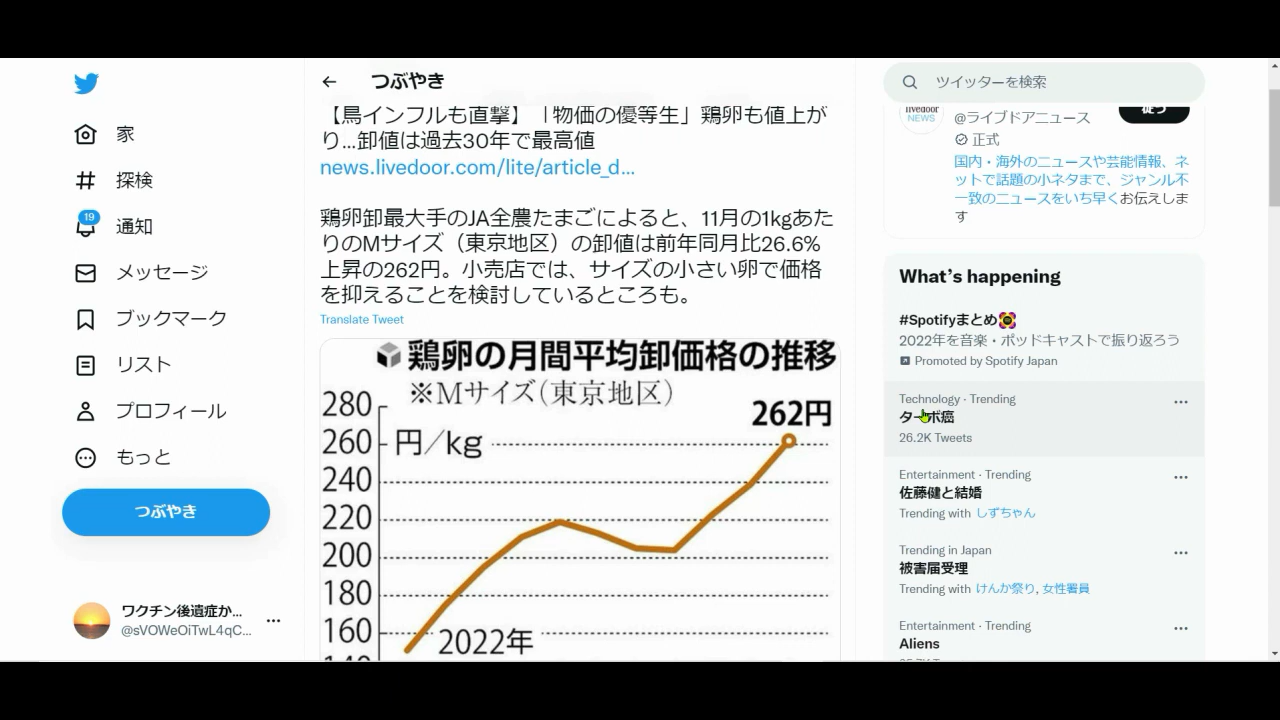 家
探検
19
通知
メッセージ
ブックマーク
リスト
プロフィール
もっと
つぶやき
ワクチン後遺症か...
@sVOWeOiTwL4qC...
つぶやき
【鳥インフルも直撃】「物価の優等生」鶏卵も値上が
り...卸値は過去30年で最高値
news.livedoor.com/lite/article_d...
鶏卵卸最大手のJA全農たまごによると、11月の1kgあた
りのMサイズ（東京地区）の卸値は前年同月比26.6%
上昇の262円。小売店では、サイズの小さい卵で価格
を抑えることを検討しているところも。
Translate Tweet
鶏卵の月間平均卸価格の推移
※Mサイズ(東京地区)
262円
280
260
円/kg
240
220
200
180
160
2022年
ツイッターを検索
livedoor
NEWS
@ライブドアニュース
従う
正式
国内・海外のニュースや芸能情報、ネ
ットで話題の小ネタまで、ジャンル不
一致のニュースをいち早くお伝えしま
す
What's happening
#Spotifyまとめ
2022年を音楽・ポッドキャストで振り返ろう
Promoted by Spotify Japan
Technology · Trending
ターボ癌
26.2K Tweets
Entertainment · Trending
佐藤健と結婚
Trending with しずちゃん
Trending in Japan
被害届受理
Trending with けんか祭り, 女性署員
Entertainment · Trending
Aliens